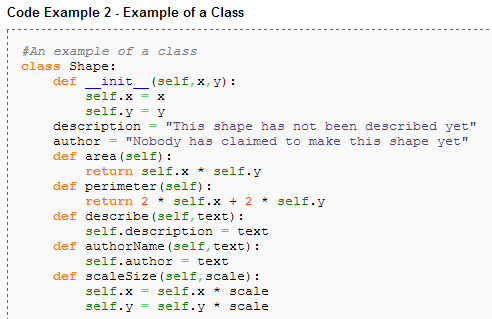 Code Example 2 - Example of a Class
#An example of a class
class Shape:
    def __init__(self,x,y):
        self.x = x
        self.y = y
    description = "This shape has not been described yet"
    author = "Nobody has claimed to make this shape yet"
    def area(self):
        return self.x * self.y
    def perimeter(self):
        return 2 * self.x + 2 * self.y
    def describe(self,text):
        self.description = text
    def authorName(self,text):
        self.author = text
    def scaleSize(self,scale):
        self.x = self.x * scale
        self.y = self.y * scale